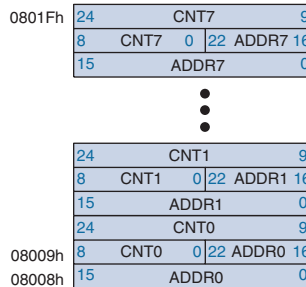 0801Fh 24 CNT7 9
8 CNT7 0 22 ADDR7 16
15 ADDR7 0
24 CNT1 9
8 CNT1 0 22 ADDR1 16
15 ADDR1 0
24 CNT0 9
08009h 8 CNT0 0 22 ADDR0 16
08008h 15 ADDR0 0